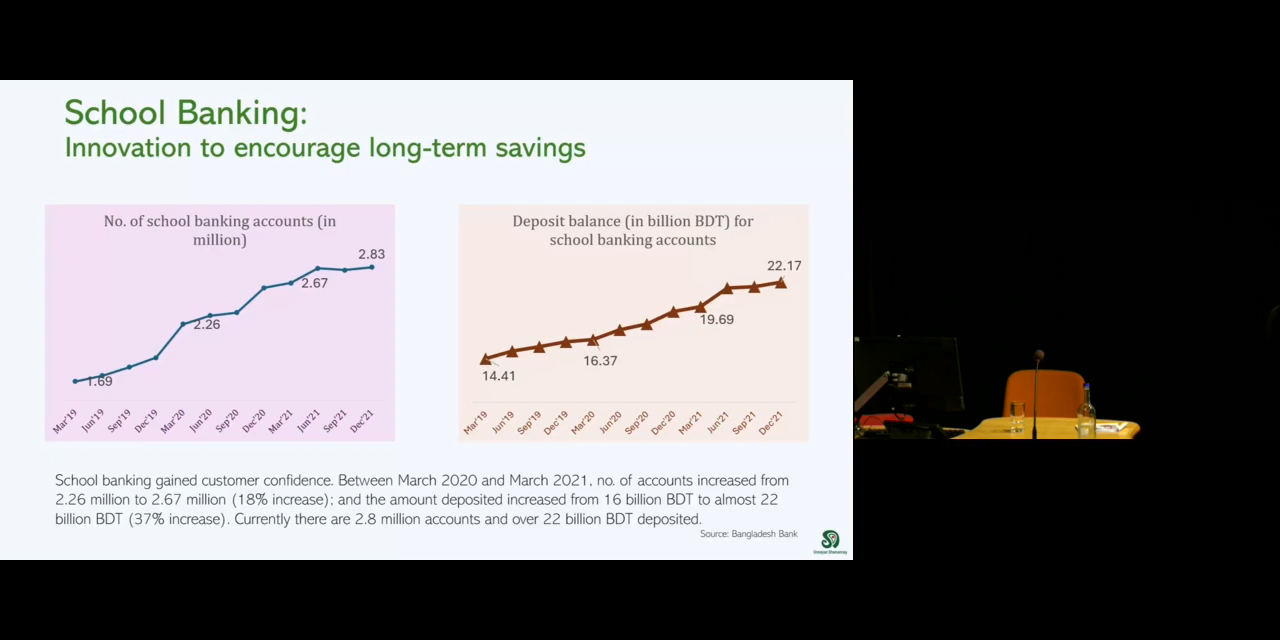 School Banking:
Innovation to encourage long-term savings
No. of school banking accounts (in
million)
2.83
2.67
2.26
1.69
Mar'19
Jun'19
Sep'19
Dec'19
Mar'20
Jun'20
Sep'20
Dec'20
Mar'21
Jun'21
Sep'21
Dec'21
Deposit balance (in billion BDT) for
school banking accounts
22.17
19.69
16.37
14.41
Mar'19
Jun'19
Sep'19
Dec'19
Mar'20
Jun'20
Sep'20
Dec'20
Mar'21
Jun'21
Sep'21
Dec'21
School banking gained customer confidence. Between March 2020 and March 2021, no. of accounts increased from
2.26 million to 2.67 million (18% increase); and the amount deposited increased from 16 billion BDT to almost 22
billion BDT (37% increase). Currently there are 2.8 million accounts and over 22 billion BDT deposited.
Source: Bangladesh Bank
Unnayan Shamannay